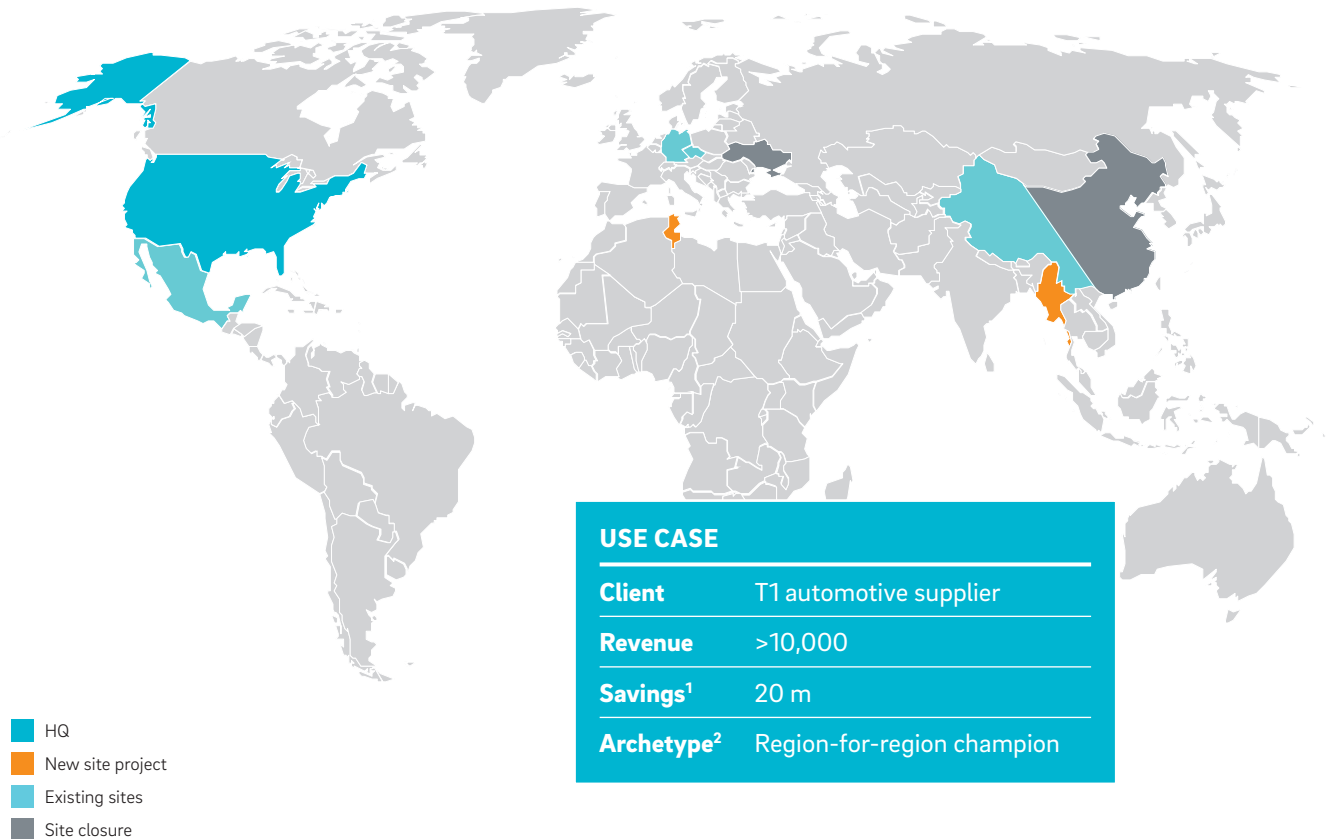 USE CASE
Client T1 automotive supplier
Revenue >10,000
Savings¹ 20 m
Archetype² Region-for-region champion
HQ
New site project
Existing sites
Site closure